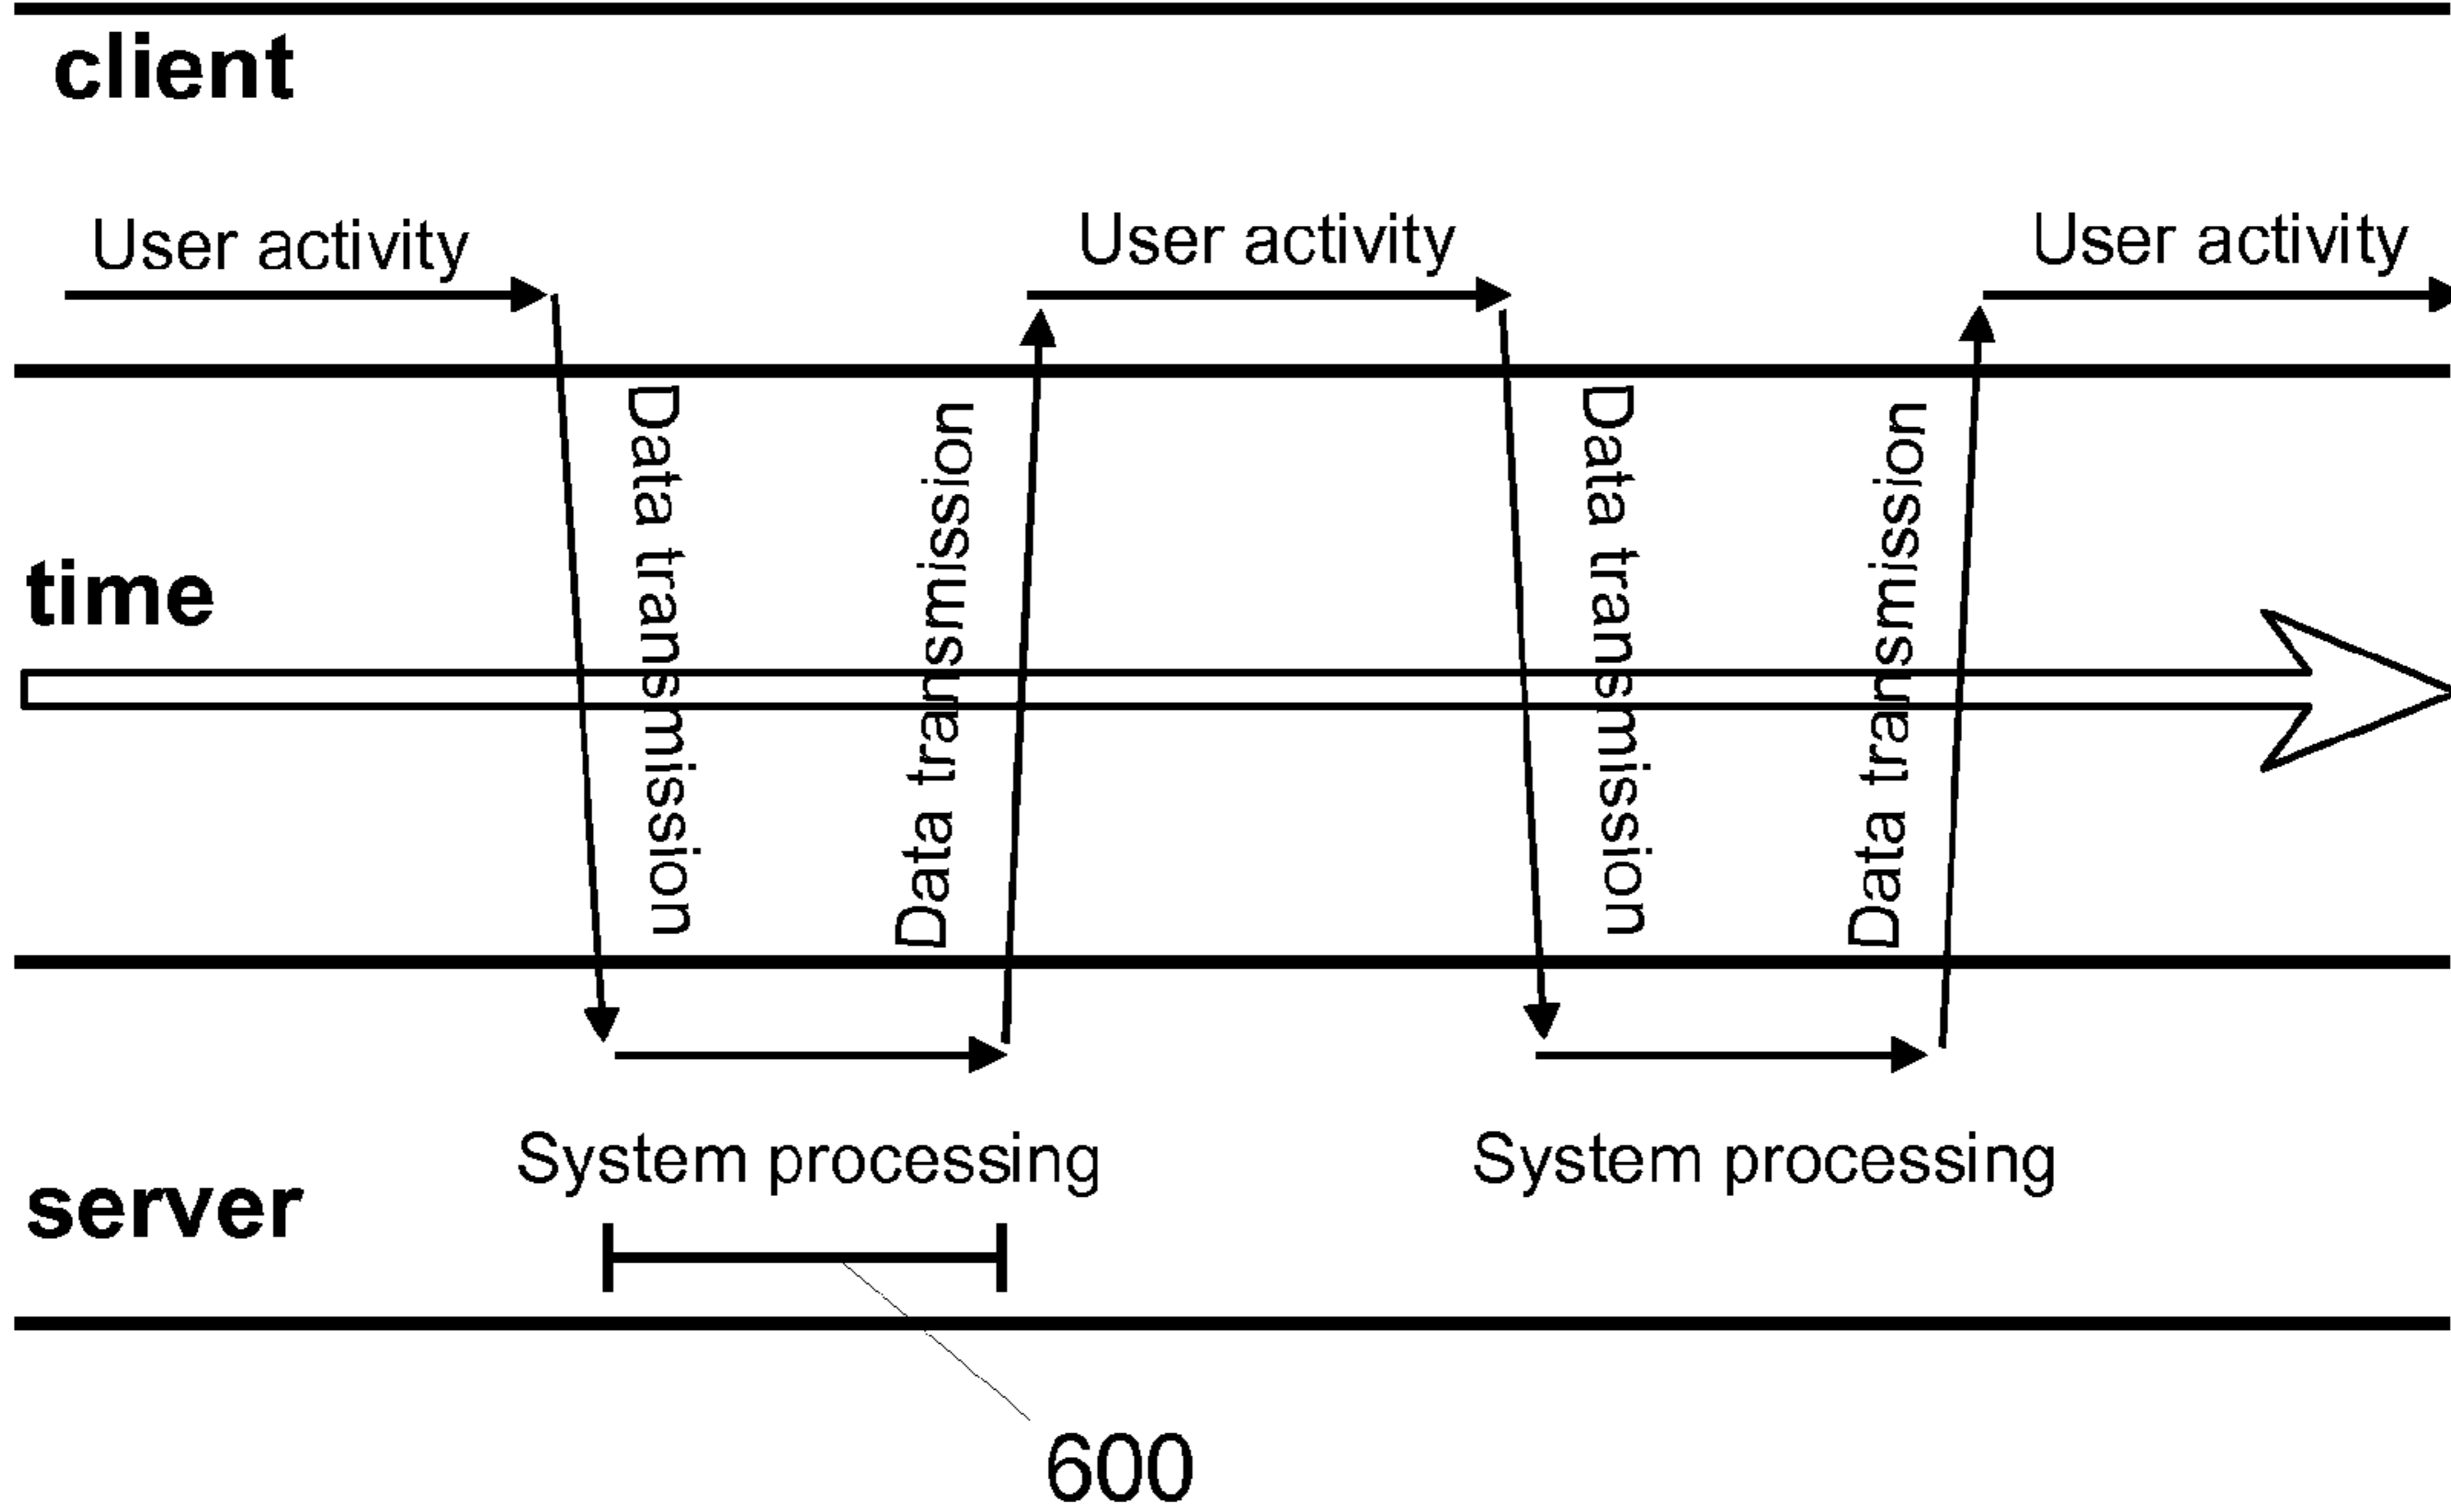 client
User activity
User activity
User activity
Data transmission
Data transmission
Data transmission
Data transmission
time
System processing
System processing
server
600